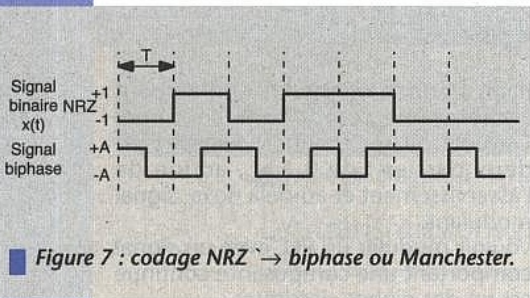 T
Signal
binaire NRZ
x(t)
+1
-1
Signal
biphase
+A
-A
Figure 7 : codage NRZ `→ biphase ou Manchester.